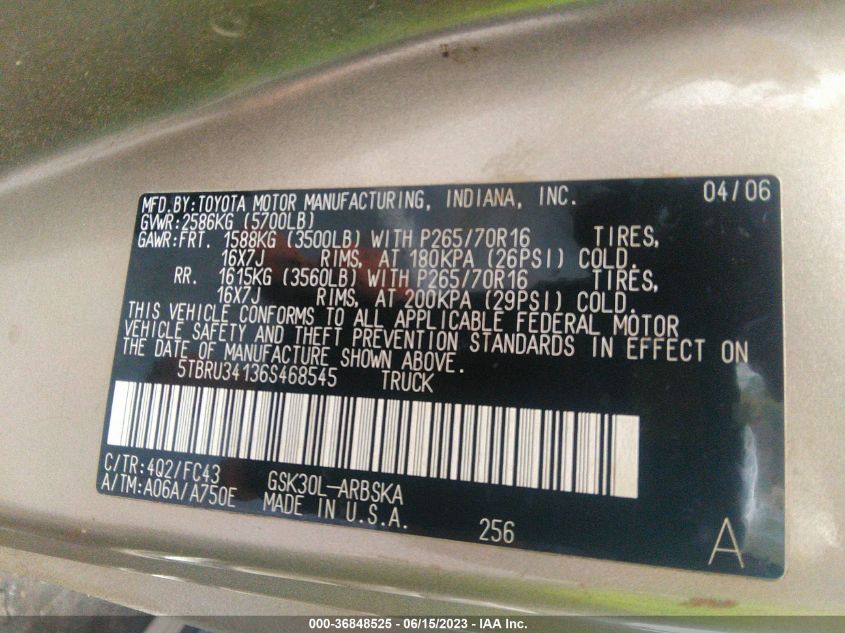 MFD.BY:TOYOTA MOTOR MANUFACTURING, INDIANA, INC. 04/06
GVWR:2586KG (5700LB)
GAWR:FRT. 1588KG (3500LB) WITH P265/70R16 TIRES,
16X7J RIMS, AT 180KPA (26PSI) COLD.
RR. 1615KG (3560LB) WITH P265/70R16 TIRES,
16X7J RIMS, AT 200KPA (29PSI) COLD.
THIS VEHICLE CONFORMS TO ALL APPLICABLE FEDERAL MOTOR
VEHICLE SAFETY AND THEFT PREVENTION STANDARDS IN EFFECT ON
THE DATE OF MANUFACTURE SHOWN ABOVE.
5TBRU34136S468545 TRUCK
C/TR:4Q2/FC43 GSK30L-ARBSKA
A/TM:A06A/A750E MADE IN U.S.A.
256 A
000-36848525 - 06/15/2023 - © IAA, Inc.